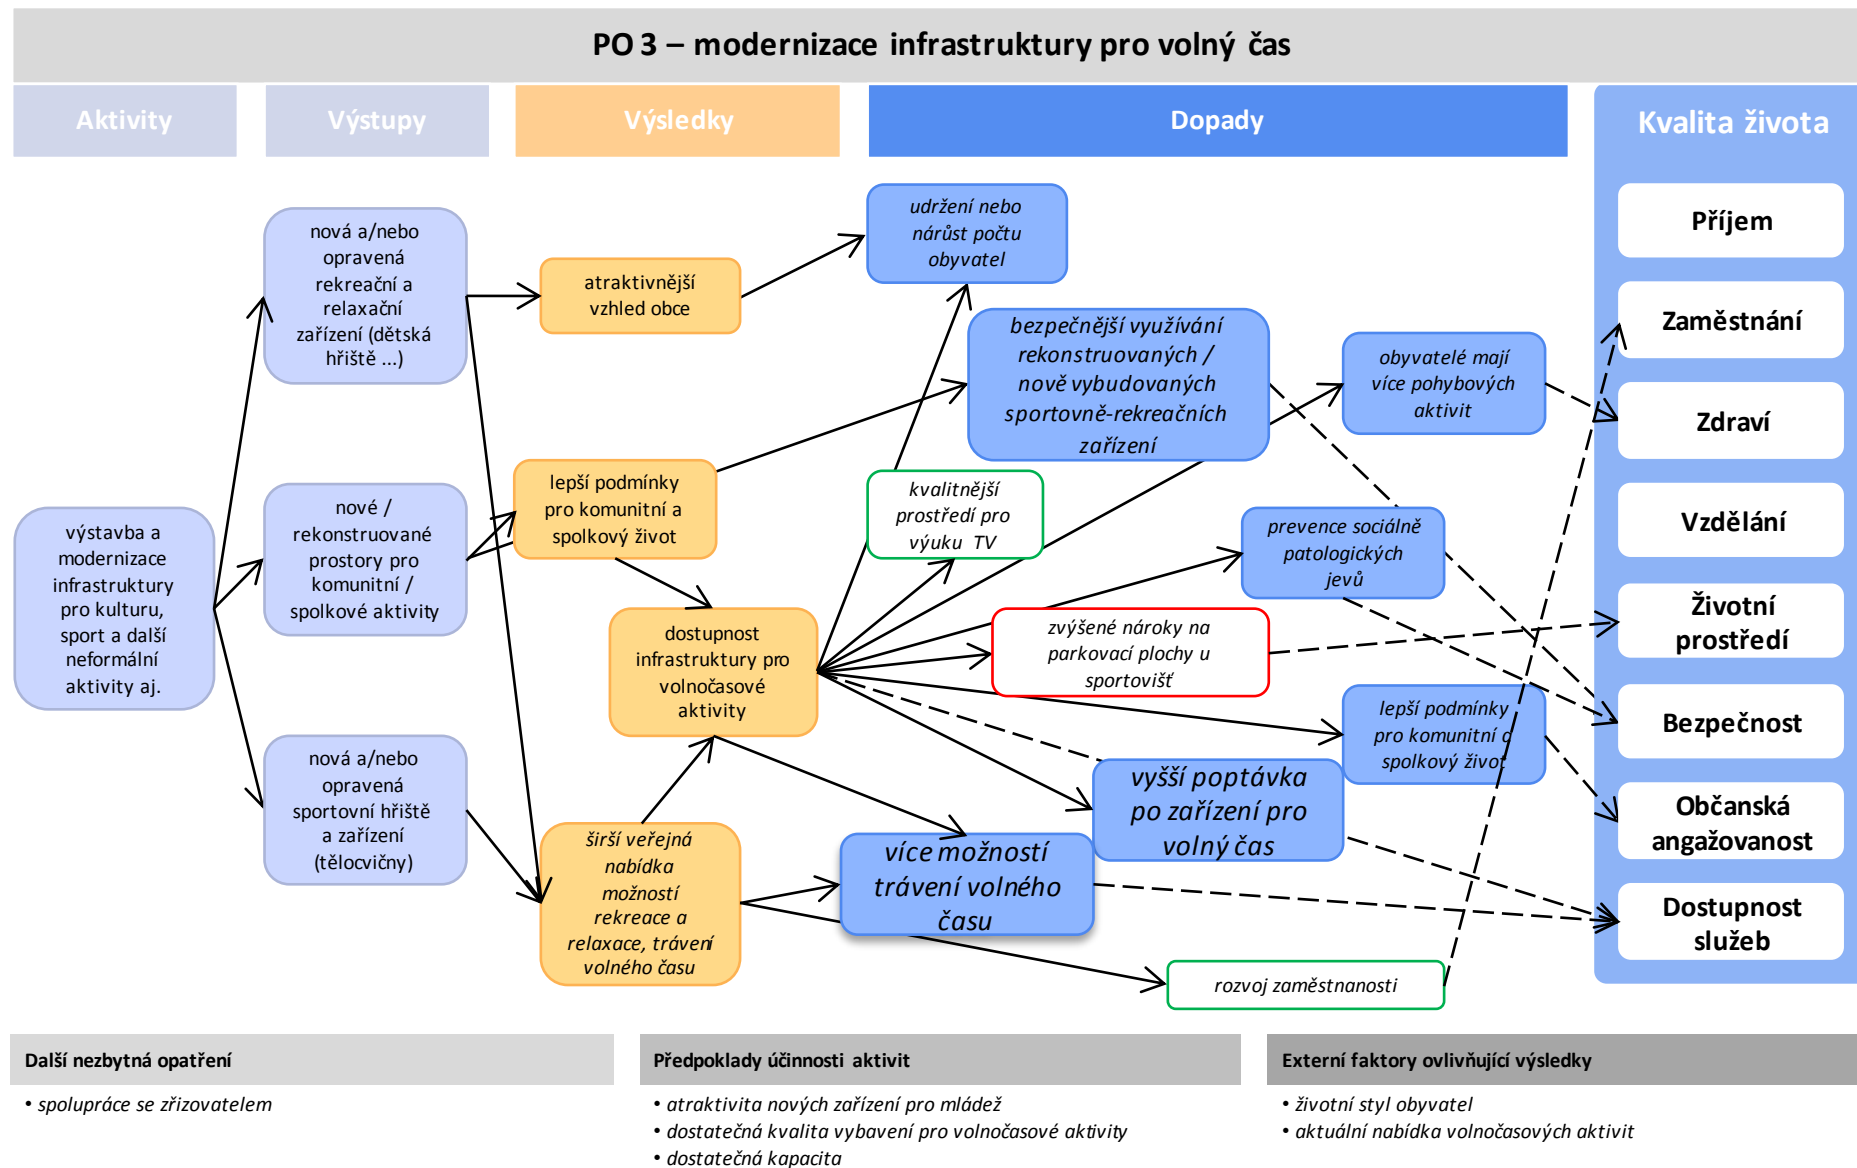 PO 3 – modernizace infrastruktury pro volný čas
Aktivity
Výstupy
Výsledky
Dopady
Kvalita života
výstavba a
modernizace
infrastruktury
pro kulturu,
sport a další
neformální
aktivity aj.
nová a/nebo
opravená
rekreační a
relaxační
zařízení (dětská
hřiště ...)
nové /
rekonstruované
prostory pro
komunitní /
spolkové aktivity
nová a/nebo
opravená
sportovní hřiště
a zařízení
(tělocvičny)
atraktivnější
vzhled obce
lepší podmínky
pro komunitní a
spolkový život
dostupnost
infrastruktury pro
volnočasové
aktivity
širší veřejná
nabídka
možností
rekreace a
relaxace, trávení
volného času
udržení nebo
nárůst počtu
obyvatel
bezpečnější využívání
rekonstruovaných /
nově vybudovaných
sportovně-rekreačních
zařízení
obyvatelé mají
více pohybových
aktivit
kvalitnější
prostředí pro
výuku TV
prevence sociálně
patologických
jevů
zvýšené nároky na
parkovací plochy u
sportovišť
lepší podmínky
pro komunitní a
spolkový život
vyšší poptávka
po zařízení pro
volný čas
více možností
trávení volného
času
rozvoj zaměstnanosti
Příjem
Zaměstnání
Zdraví
Vzdělání
Životní
prostředí
Bezpečnost
Občanská
angažovanost
Dostupnost
služeb
Další nezbytná opatření
• spolupráce se zřizovatelem
Předpoklady účinnosti aktivit
• atraktivita nových zařízení pro mládež
• dostatečná kvalita vybavení pro volnočasové aktivity
• dostatečná kapacita
Externí faktory ovlivňující výsledky
• životní styl obyvatel
• aktuální nabídka volnočasových aktivit